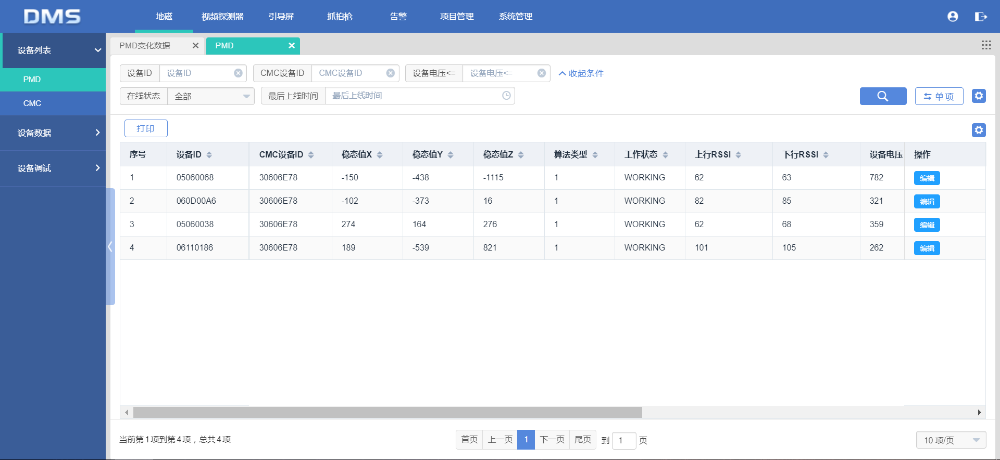 DMS 地磁 视频探测器 引导屏 抓拍枪 告警 项目管理 系统管理
设备列表
PMD
CMC
设备数据
设备调试
PMD变化数据 PMD
设备ID 设备ID CMC设备ID CMC设备ID 设备电压<= 设备电压<= 收起条件
在线状态 全部 最后上线时间 最后上线时间 单项
打印
序号 设备ID CMC设备ID 稳态值X 稳态值Y 稳态值Z 算法类型 工作状态 上行RSSI 下行RSSI 设备电压 操作
1 05060068 30606E78 -150 -438 -1115 1 WORKING 62 63 782 编辑
2 060D00A6 30606E78 -102 -373 16 1 WORKING 82 85 321 编辑
3 05060038 30606E78 274 164 276 1 WORKING 62 68 359 编辑
4 06110186 30606E78 189 -539 821 1 WORKING 101 105 262 编辑
当前第1项到第4项，总共4项 首页 上一页 1 下一页 尾页 到 1 页 10 项/页